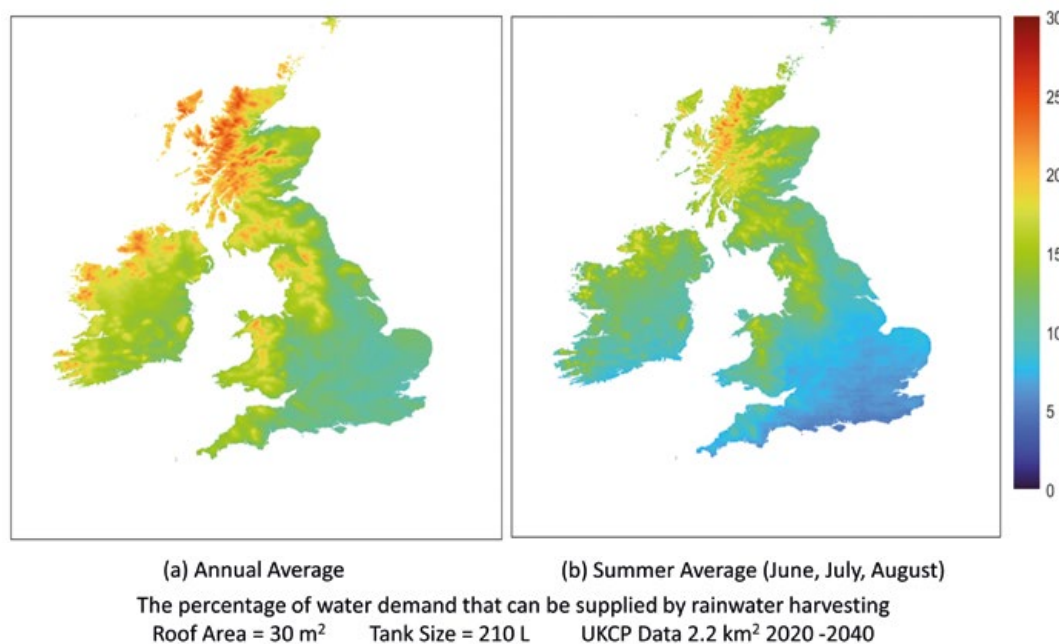 30
25
20
15
10
5
0
(a) Annual Average
(b) Summer Average (June, July, August)
The percentage of water demand that can be supplied by rainwater harvesting
Roof Area = 30 m² Tank Size = 210 L UKCP Data 2.2 km² 2020 -2040